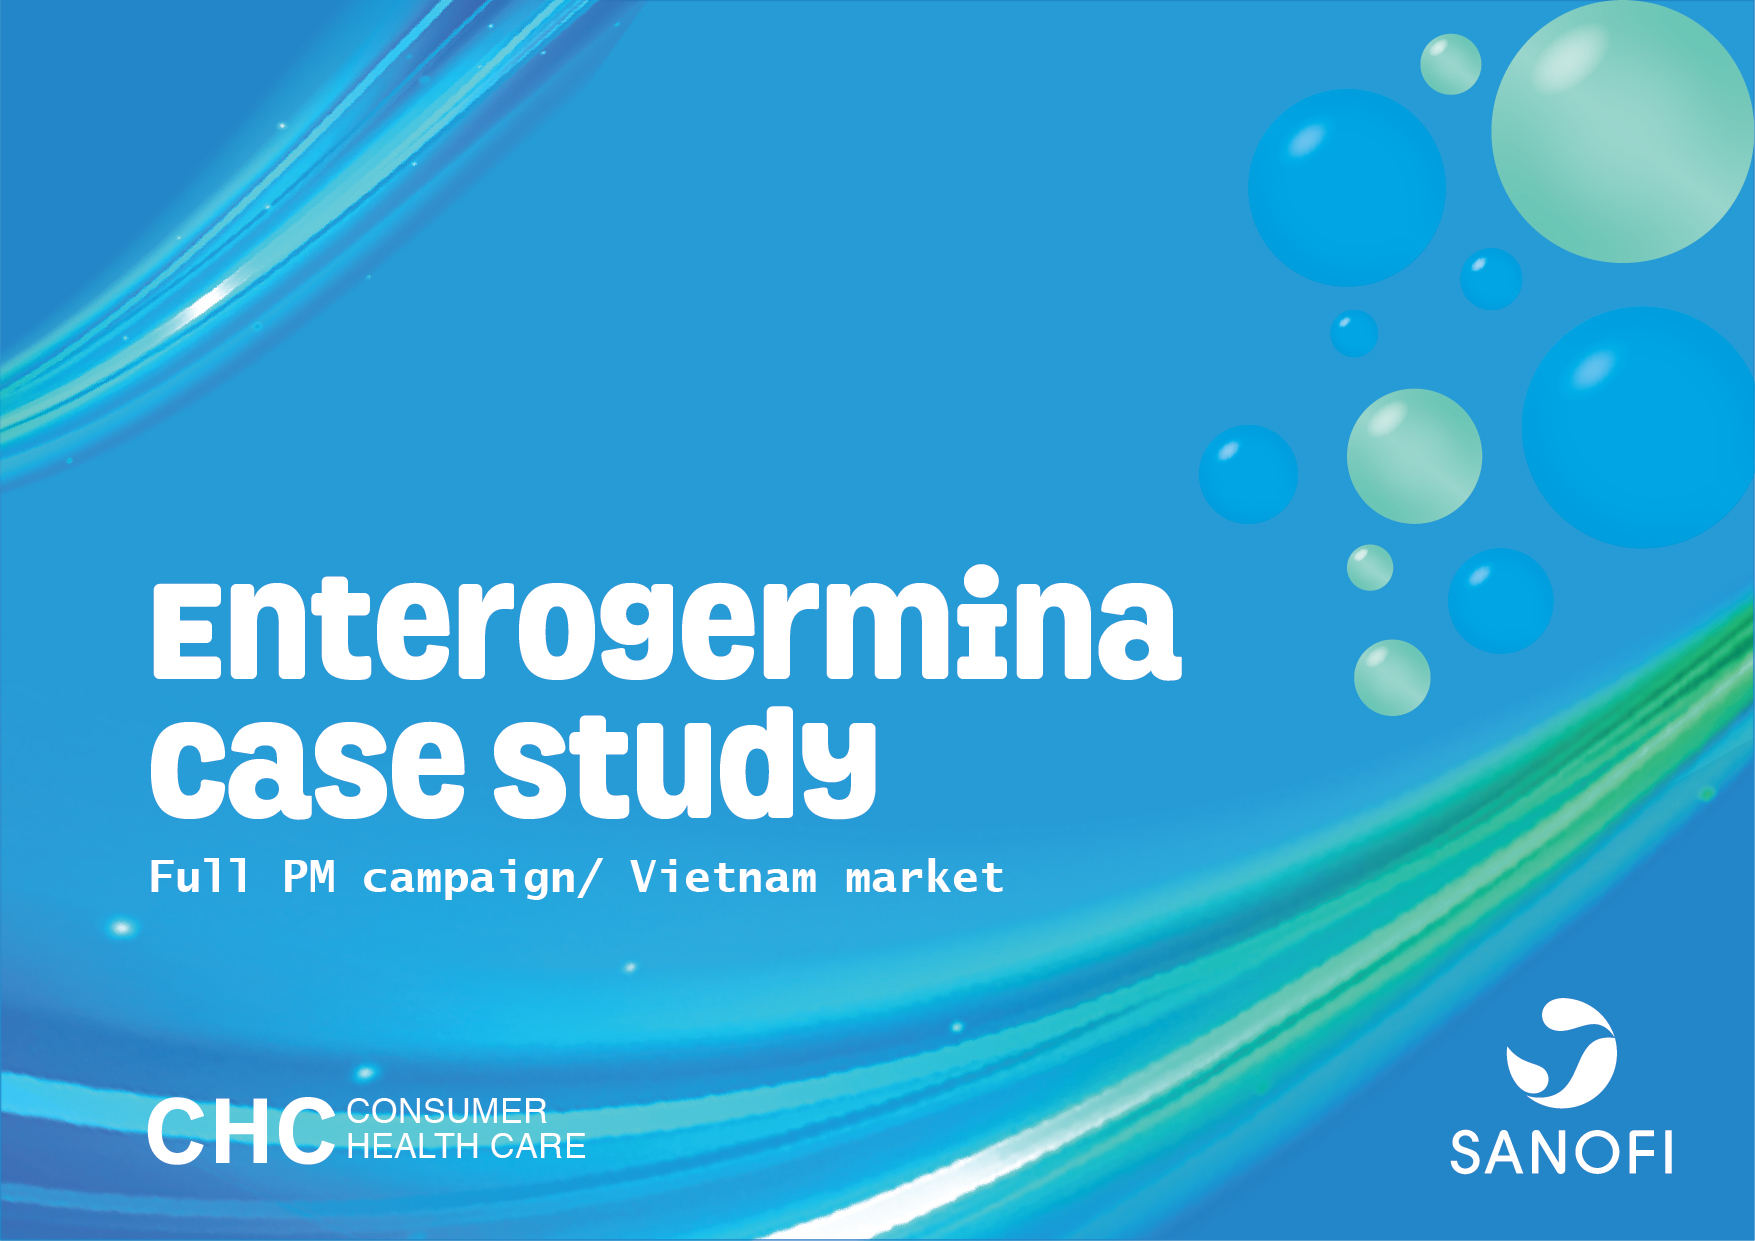 Enterogermina
case study
Full PM campaign/ Vietnam market
CHC CONSUMER
HEALTH CARE
SANOFI